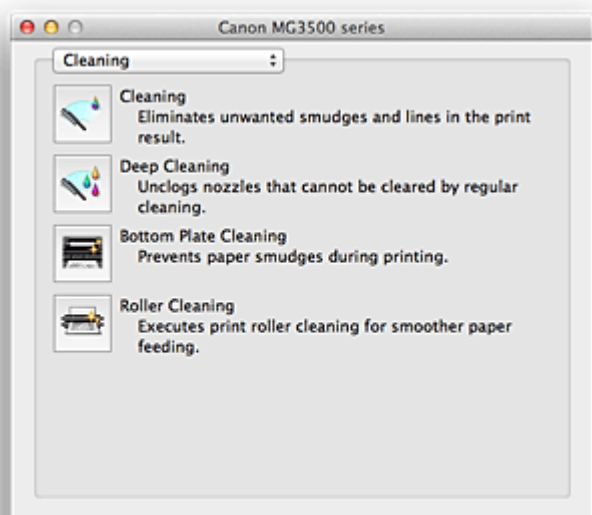 Canon MG3500 series
Cleaning
Cleaning
Eliminates unwanted smudges and lines in the print
result.
Deep Cleaning
Unclogs nozzles that cannot be cleared by regular
cleaning.
Bottom Plate Cleaning
Prevents paper smudges during printing.
Roller Cleaning
Executes print roller cleaning for smoother paper
feeding.